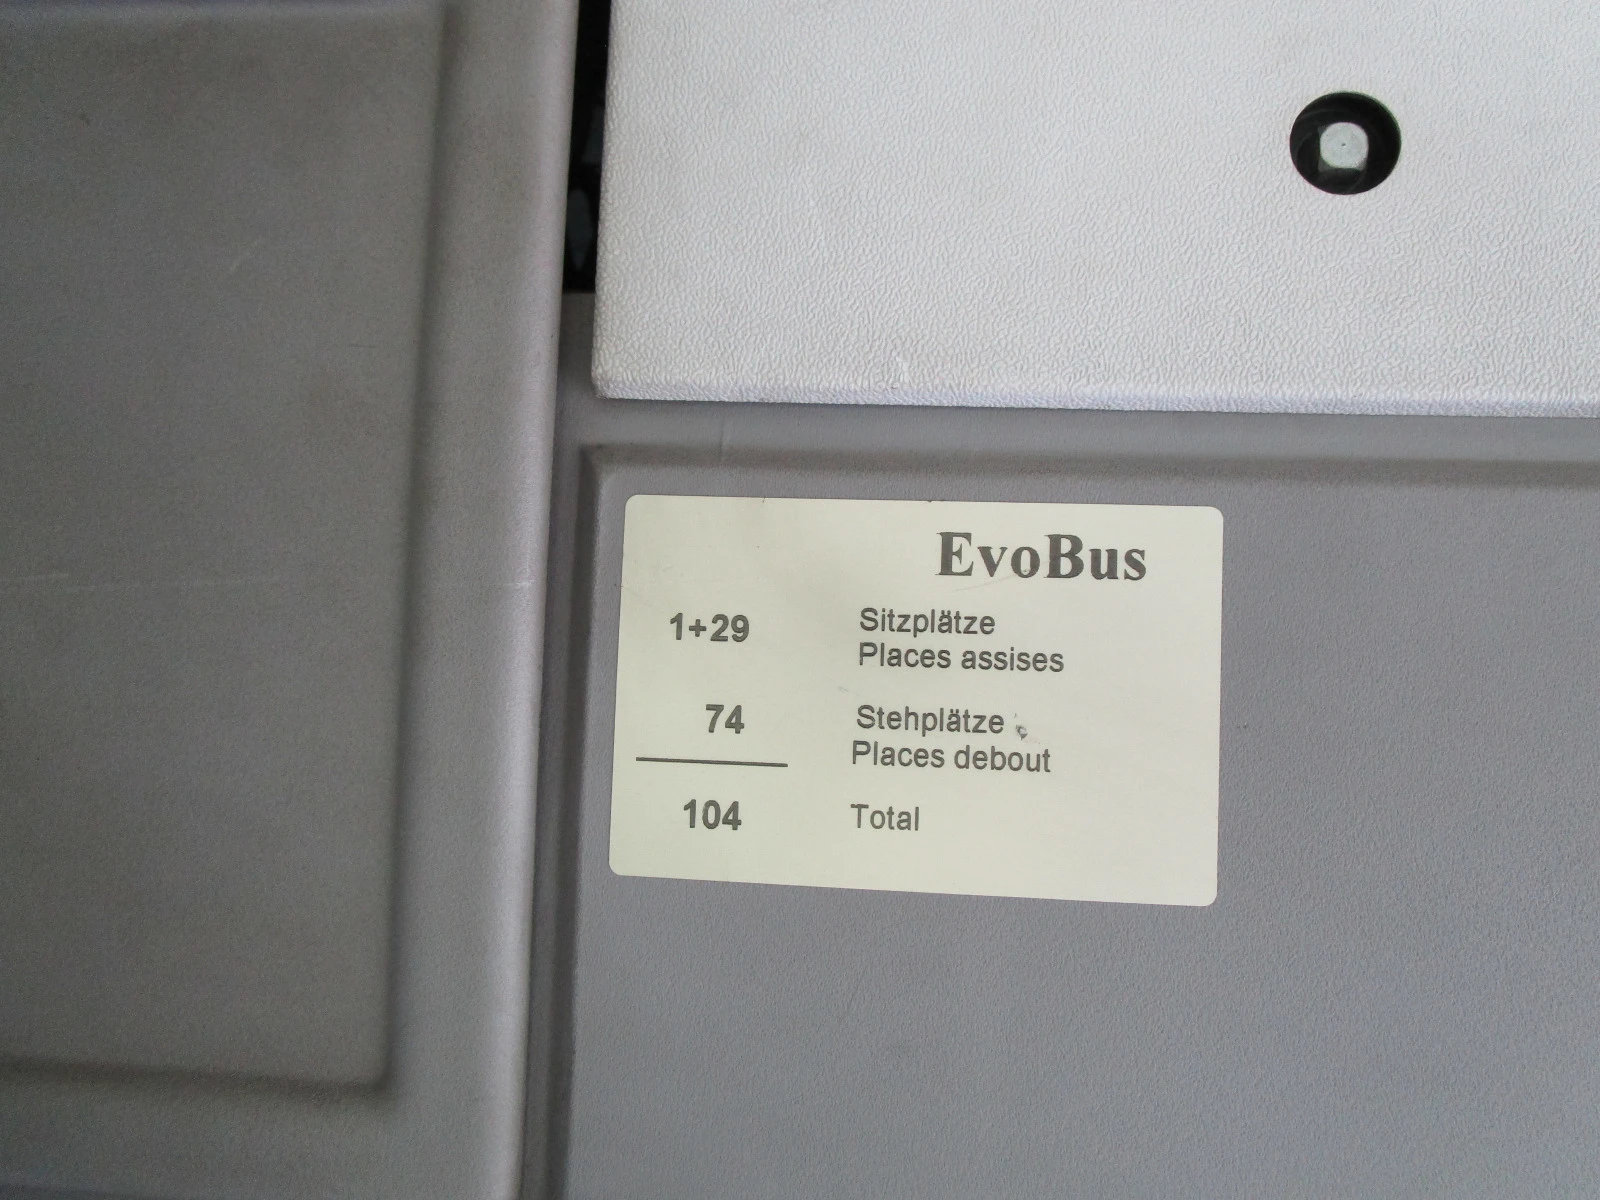 EvoBus
1+29 Sitzplätze
Places assises
74 Stehplätze
Places debout
104 Total